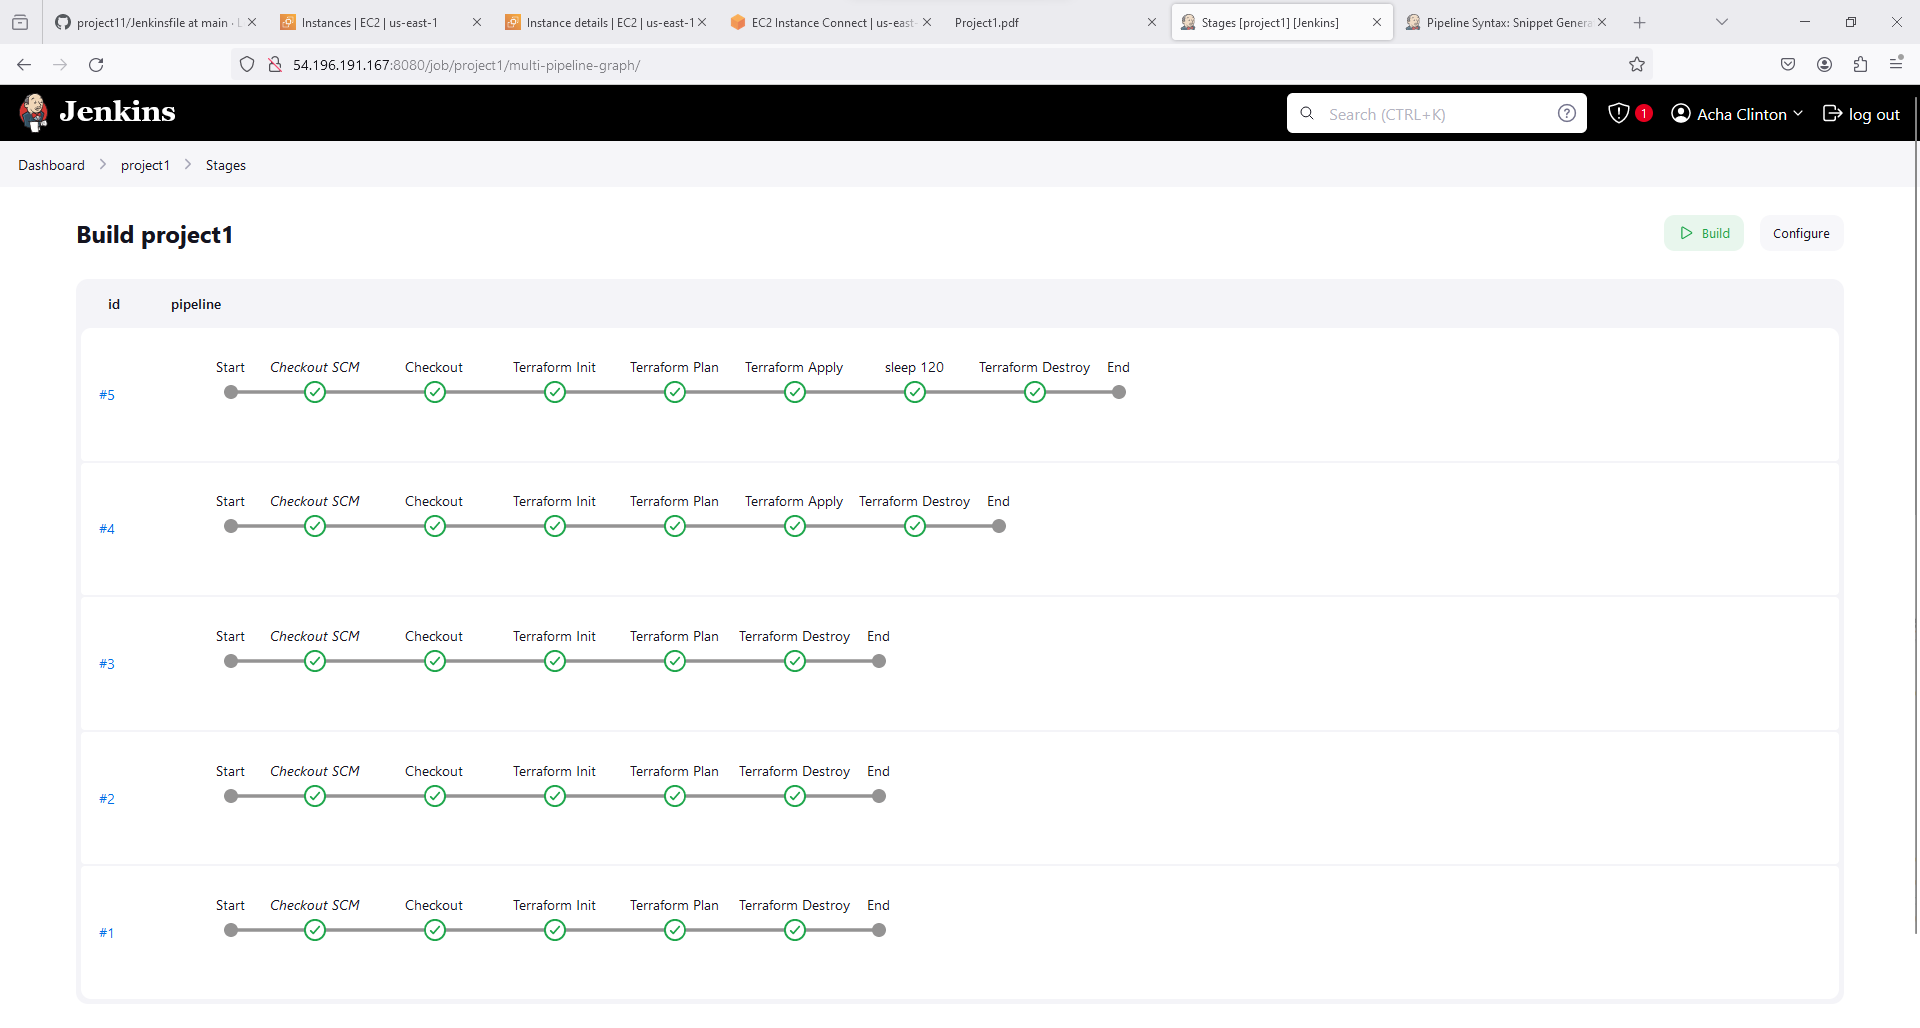 project11/Jenkinsfile at main ·
Instances | EC2 | us-east-1
Instance details | EC2 | us-east-1
EC2 Instance Connect | us-east-
Project1.pdf
Stages [project1] [Jenkins]
Pipeline Syntax: Snippet Genera
54.196.191.167:8080/job/project1/multi-pipeline-graph/
Jenkins
Search (CTRL+K)
?
1
Acha Clinton
log out
Dashboard
project1
Stages
Build project1
Build
Configure
id
pipeline
#5
Start
Checkout SCM
Checkout
Terraform Init
Terraform Plan
Terraform Apply
sleep 120
Terraform Destroy
End
#4
Start
Checkout SCM
Checkout
Terraform Init
Terraform Plan
Terraform Apply
Terraform Destroy
End
#3
Start
Checkout SCM
Checkout
Terraform Init
Terraform Plan
Terraform Destroy
End
#2
Start
Checkout SCM
Checkout
Terraform Init
Terraform Plan
Terraform Destroy
End
#1
Start
Checkout SCM
Checkout
Terraform Init
Terraform Plan
Terraform Destroy
End